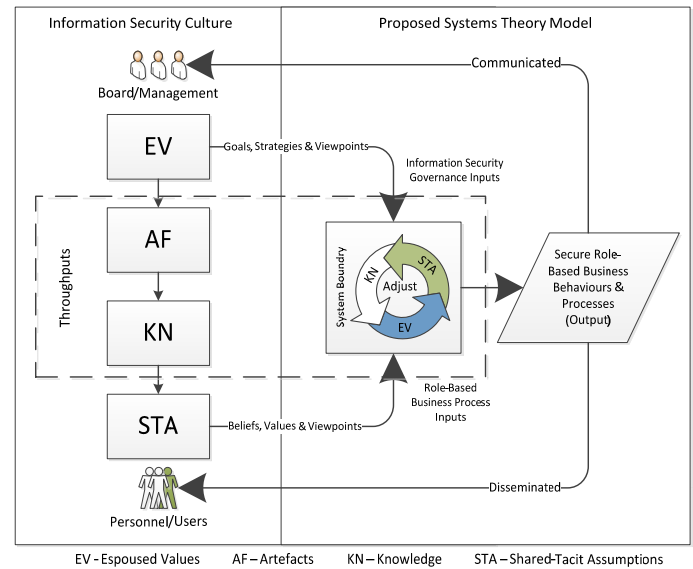 Information Security Culture
Proposed Systems Theory Model
Communicated
Board/Management
EV
Goals, Strategies & Viewpoints
Information Security
Governance Inputs
AF
Throughputs
KN
System Boundry
KN
STA
Adjust
EV
Secure Role-
Based Business
Behaviours &
Processes
(Output)
Role-Based
Business Process
Inputs
STA
Beliefs, Values & Viewpoints
Disseminated
Personnel/Users
EV - Espoused Values AF – Artefacts KN – Knowledge STA – Shared-Tacit Assumptions